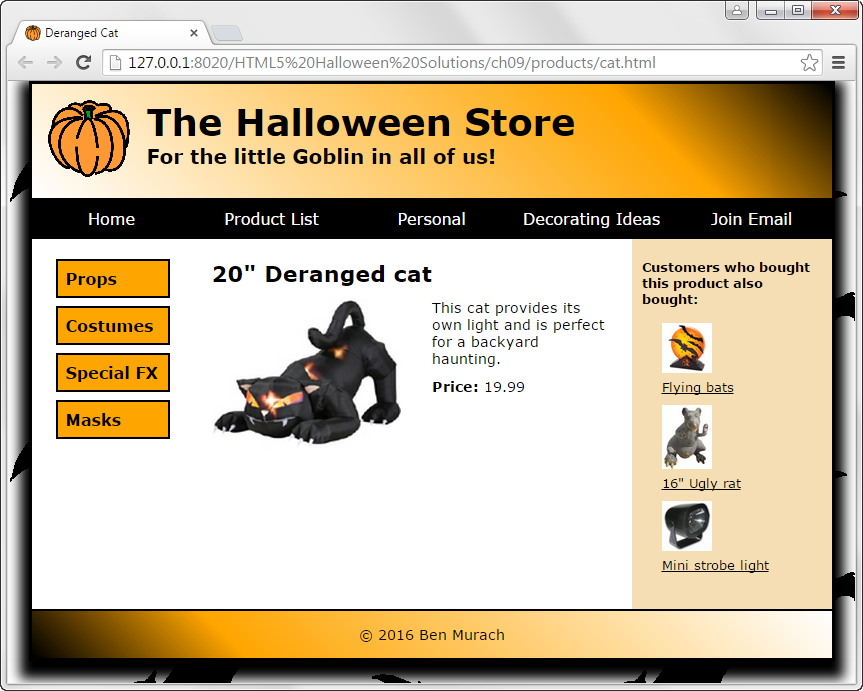 Deranged Cat
127.0.0.1:8020/HTML5%20Halloween%20Solutions/ch09/products/cat.html
The Halloween Store
For the little Goblin in all of us!
Home Product List Personal Decorating Ideas Join Email
Props
Costumes
Special FX
Masks
20" Deranged cat
This cat provides its
own light and is perfect
for a backyard
haunting.
Price: 19.99
Customers who bought
this product also
bought:
Flying bats
16" Ugly rat
Mini strobe light
© 2016 Ben Murach